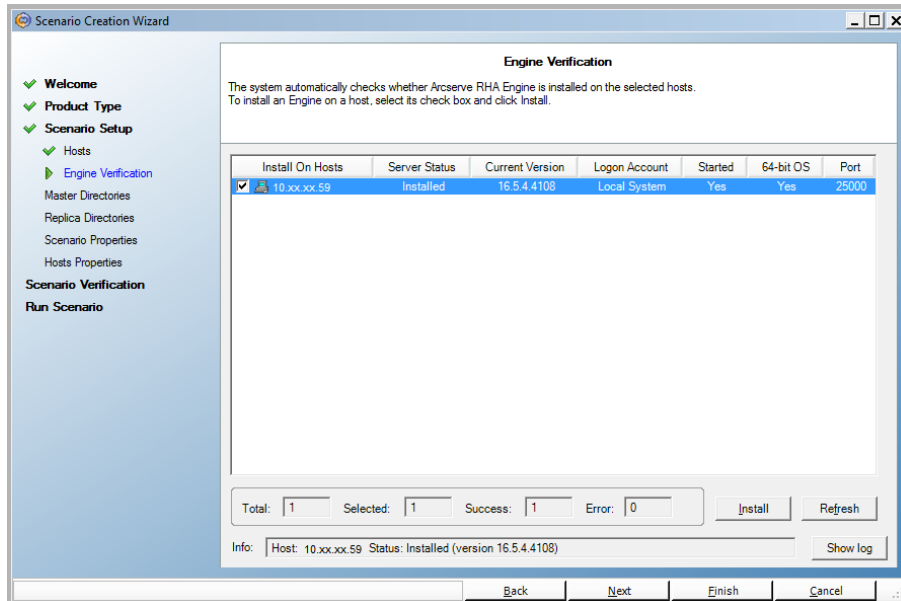 Scenario Creation Wizard
Welcome
Product Type
Scenario Setup
Hosts
Engine Verification
Master Directories
Replica Directories
Scenario Properties
Hosts Properties
Scenario Verification
Run Scenario
Engine Verification
The system automatically checks whether Arcserve RHA Engine is installed on the selected hosts.
To install an Engine on a host, select its check box and click Install.
Install On Hosts Server Status Current Version Logon Account Started 64-bit OS Port
10.xx.xx.59 Installed 16.5.4.4108 Local System Yes Yes 25000
Total: 1 Selected: 1 Success: 1 Error: 0 Install Refresh
Info: Host: 10.xx.xx.59 Status: Installed (version 16.5.4.4108) Show log
Back Next Finish Cancel